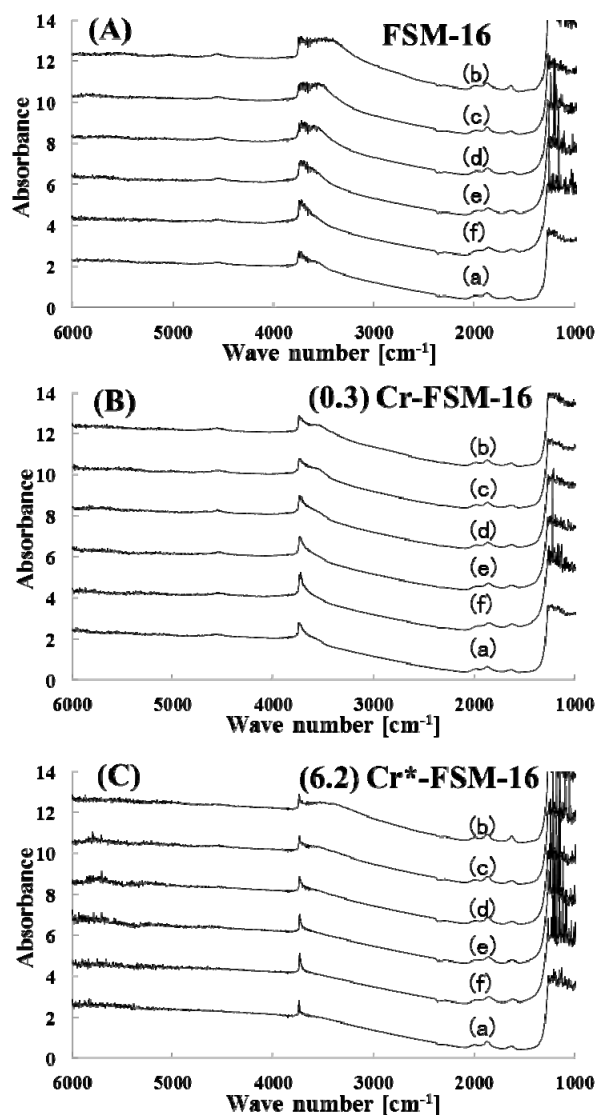 (A) FSM-16
14
12
10
8
6
4
2
0
Absorbance
(b)
(c)
(d)
(e)
(f)
(a)
6000 5000 4000 3000 2000 1000
Wave number [cm-1]
(B) (0.3) Cr-FSM-16
14
12
10
8
6
4
2
0
Absorbance
(b)
(c)
(d)
(e)
(f)
(a)
6000 5000 4000 3000 2000 1000
Wave number [cm-1]
(C) (6.2) Cr*-FSM-16
14
12
10
8
6
4
2
0
Absorbance
(b)
(c)
(d)
(e)
(f)
(a)
6000 5000 4000 3000 2000 1000
Wave number [cm-1]